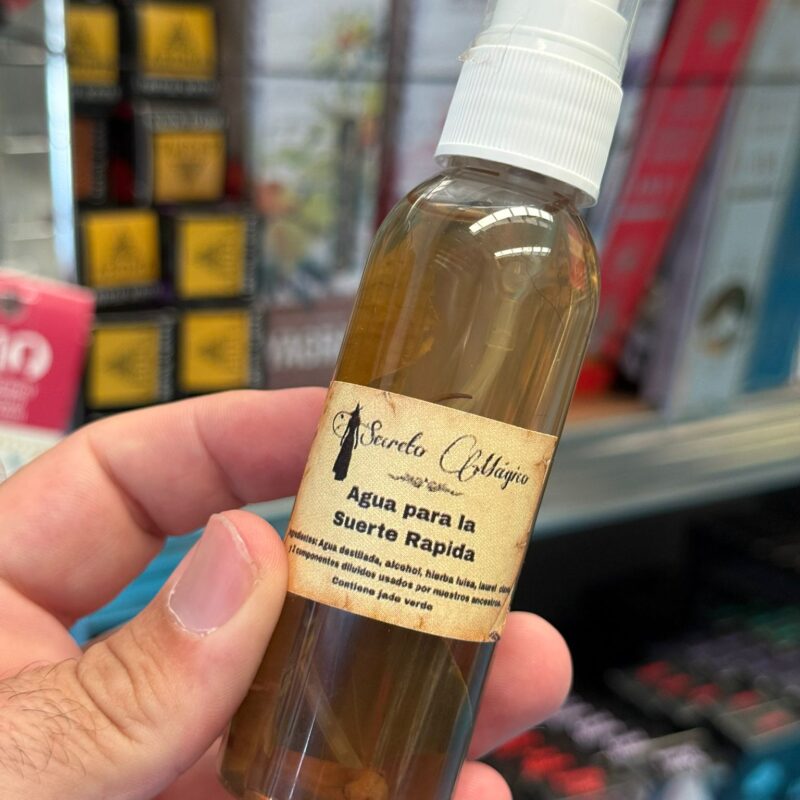 Secreto Mágico
Agua para la
Suerte Rapida
Ingredientes: Agua destilada, alcohol, hierba luisa, laurel
componentes diluidos usados por nuestros ancestros.
Contiene jade verde